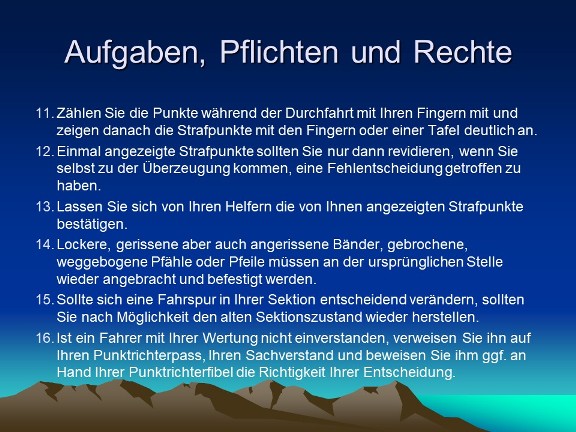 Aufgaben, Pflichten und Rechte
11. Zählen Sie die Punkte während der Durchfahrt mit Ihren Fingern mit und
zeigen danach die Strafpunkte mit den Fingern oder einer Tafel deutlich an.
12. Einmal angezeigte Strafpunkte sollten Sie nur dann revidieren, wenn Sie
selbst zu der Überzeugung kommen, eine Fehlentscheidung getroffen zu
haben.
13. Lassen Sie sich von Ihren Helfern die von Ihnen angezeigten Strafpunkte
bestätigen.
14. Lockere, gerissene aber auch angerissene Bänder, gebrochene,
weggebogene Pfähle oder Pfeile müssen an der ursprünglichen Stelle
wieder angebracht und befestigt werden.
15. Sollte sich eine Fahrspur in Ihrer Sektion entscheidend verändern, sollten
Sie nach Möglichkeit den alten Sektionszustand wieder herstellen.
16. Ist ein Fahrer mit Ihrer Wertung nicht einverstanden, verweisen Sie ihn auf
Ihren Punktrichterpass, Ihren Sachverstand und beweisen Sie ihm ggf. an
Hand Ihrer Punktrichterfibel die Richtigkeit Ihrer Entscheidung.